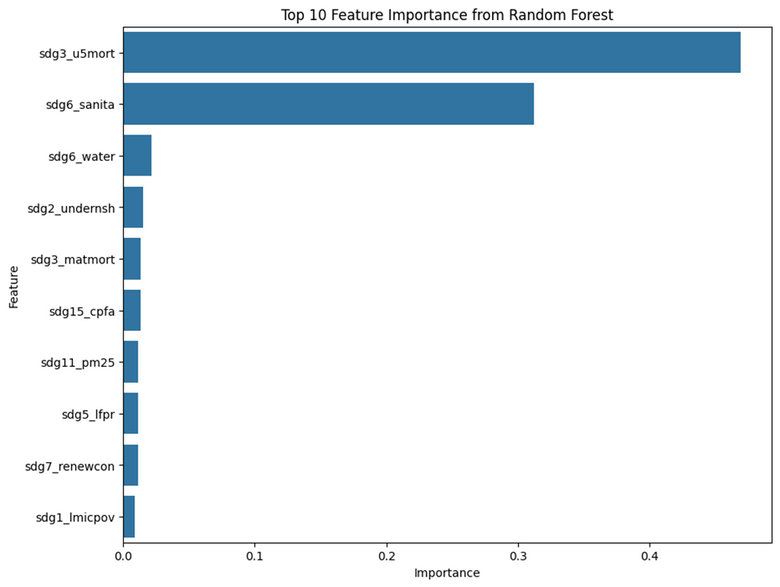 Top 10 Feature Importance from Random Forest
Feature
sdg3_u5mort
sdg6_sanita
sdg6_water
sdg2_undernsh
sdg3_matmort
sdg15_cpfa
sdg11_pm25
sdg5_lfpr
sdg7_renewcon
sdg1_lmicpov
0.0 0.1 0.2 0.3 0.4
Importance